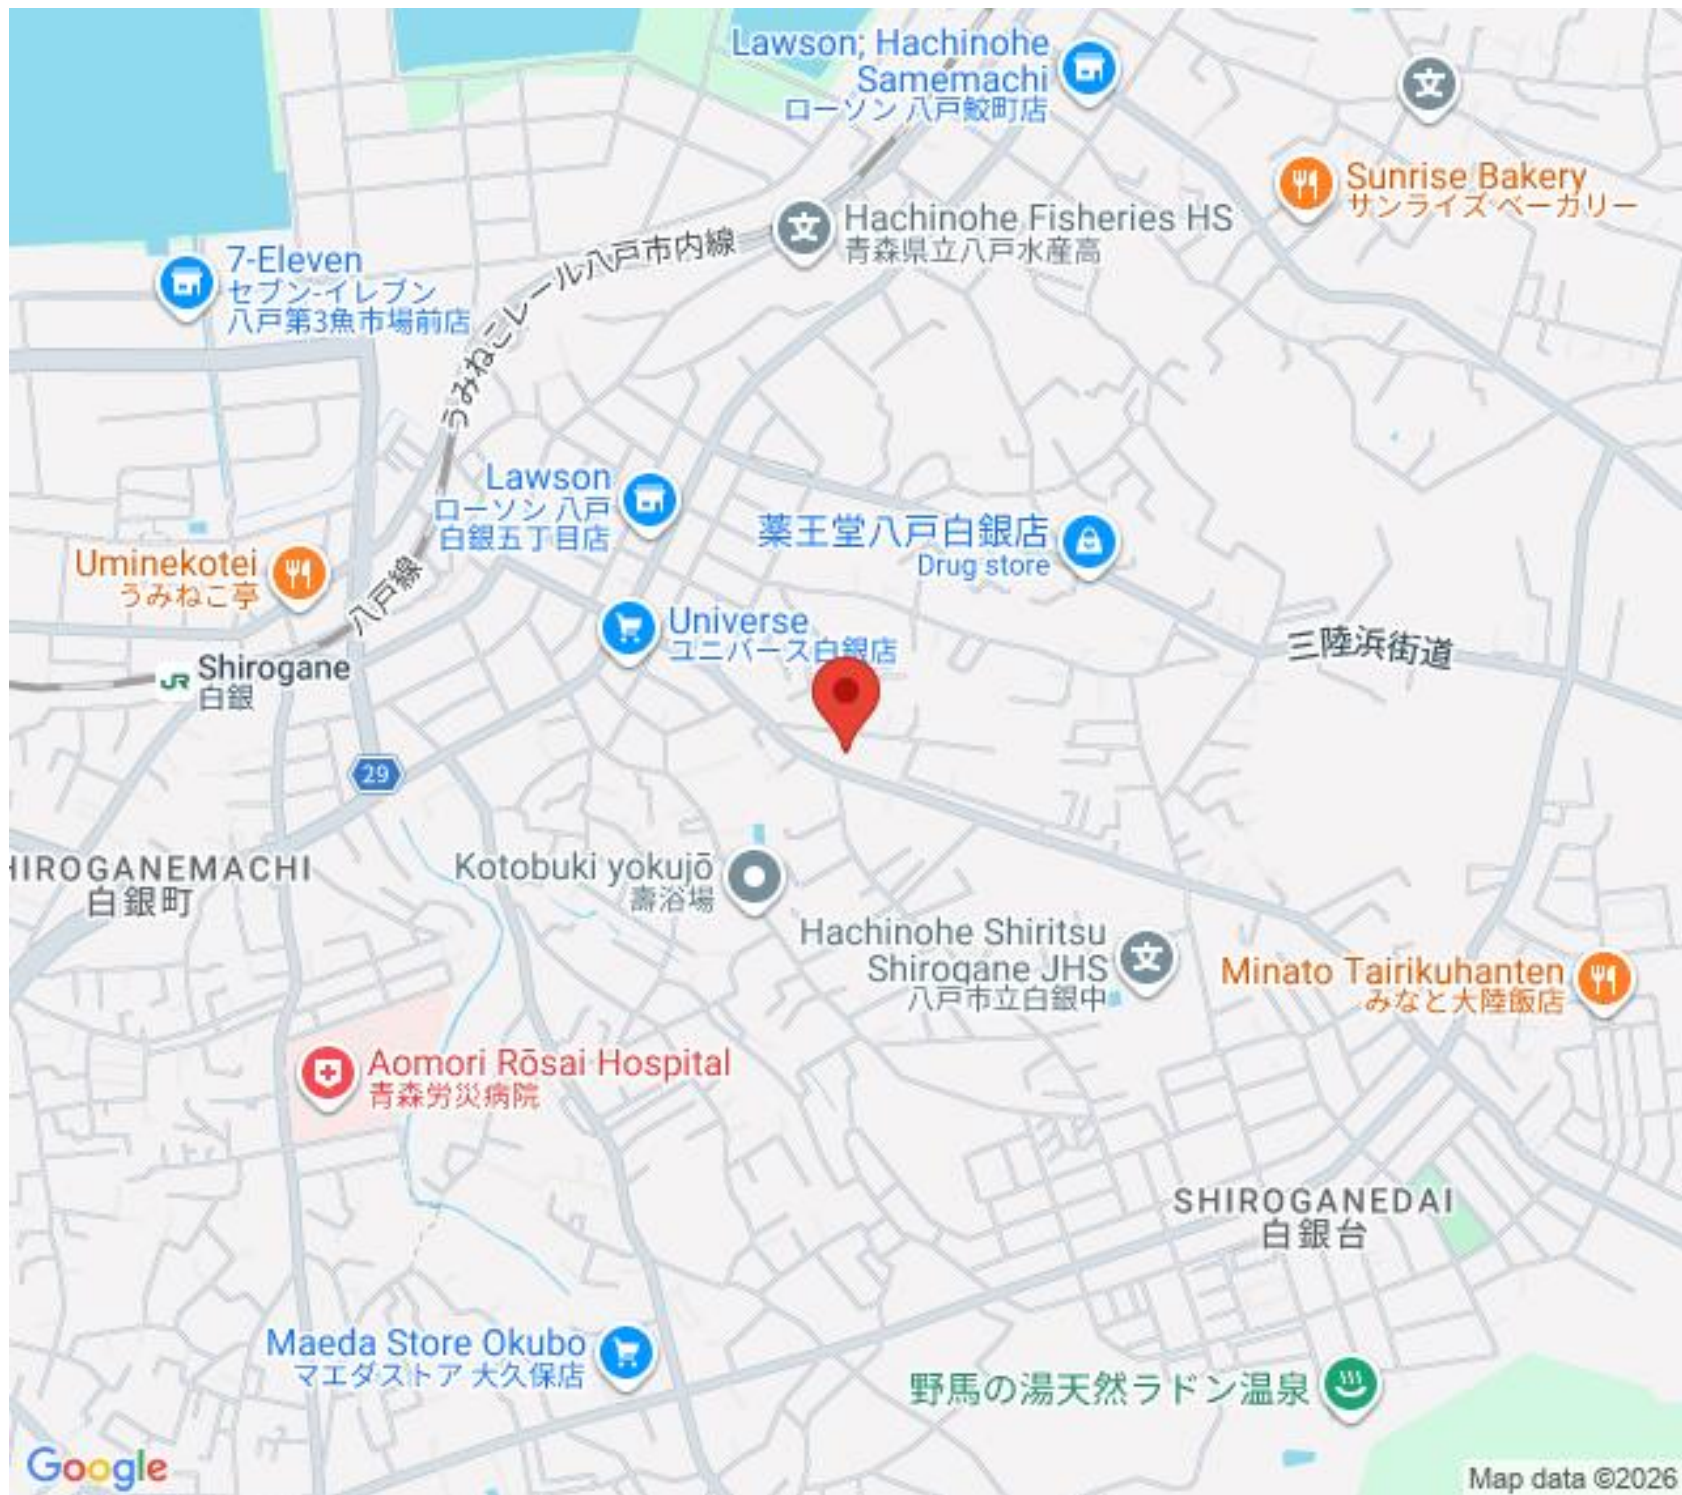 Lawson; Hachinohe
Samemachi
ローソン 八戸鮫町店
Sunrise Bakery
サンライズ ベーカリー
Hachinohe Fisheries HS
青森県立八戸水産高
うみねこレール八戸市内線
7-Eleven
セブン-イレブン
八戸第3魚市場前店
Lawson
ローソン 八戸
白銀五丁目店
薬王堂八戸白銀店
Drug store
Uminekotei
うみねこ亭
八戸線
Universe
ユニバース白銀店
三陸浜街道
JR
Shirogane
白銀
29
HIROGANEMACHI
白銀町
Kotobuki yokujō
壽浴場
Hachinohe Shiritsu
Shirogane JHS
八戸市立白銀中
Minato Tairikuhanten
みなと大陸飯店
Aomori Rōsai Hospital
青森労災病院
SHIROGANEDAI
白銀台
Maeda Store Okubo
マエダストア 大久保店
野馬の湯天然ラドン温泉
Google
Map data ©2026